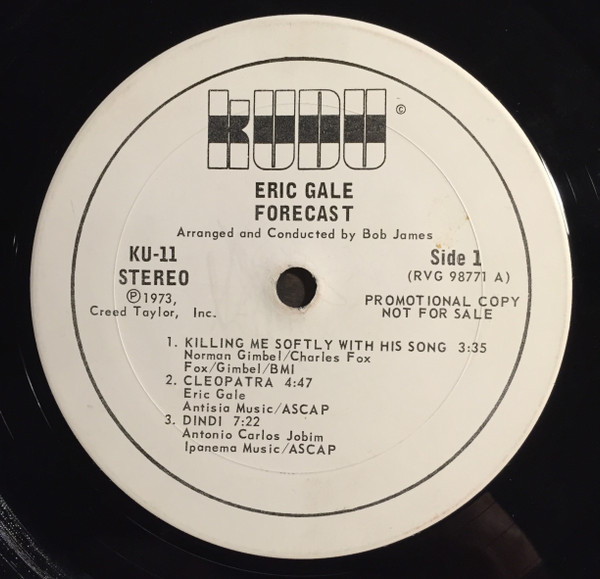 KUDU ©
ERIC GALE
FORECAST
Arranged and Conducted by Bob James
KU-11
STEREO
℗1973,
Creed Taylor, Inc.
Side 1
(RVG 98771 A)
PROMOTIONAL COPY
NOT FOR SALE
1. KILLING ME SOFTLY WITH HIS SONG 3:35
Norman Gimbel/Charles Fox
Fox/Gimbel/BMI
2. CLEOPATRA 4:47
Eric Gale
Antisia Music/ASCAP
3. DINDI 7:22
Antonio Carlos Jobim
Ipanema Music/ASCAP